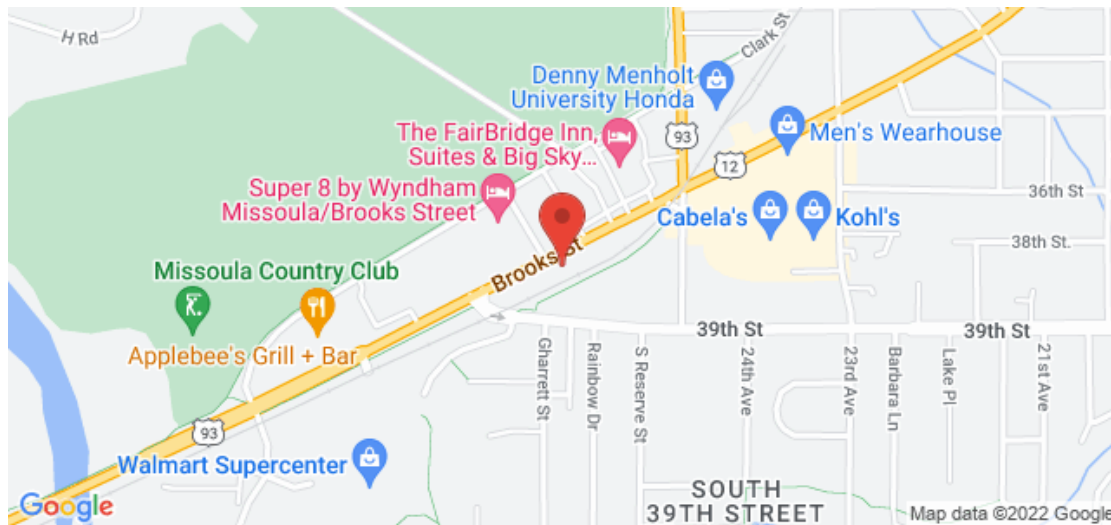 H Rd
Clark St
Denny Menholt
University Honda
93
The FairBridge Inn,
Suites & Big Sky...
Men's Wearhouse
12
Super 8 by Wyndham
Missoula/Brooks Street
36th St
Cabela's
Kohl's
38th St.
Brooks St
Missoula Country Club
39th St
39th St
Applebee's Grill + Bar
Gharrett St
Rainbow Dr
S Reserve St
24th Ave
23rd Ave
Barbara Ln
Lake Pl
21st Ave
93
Walmart Supercenter
SOUTH
39TH STREET
Google
Map data ©2022 Google